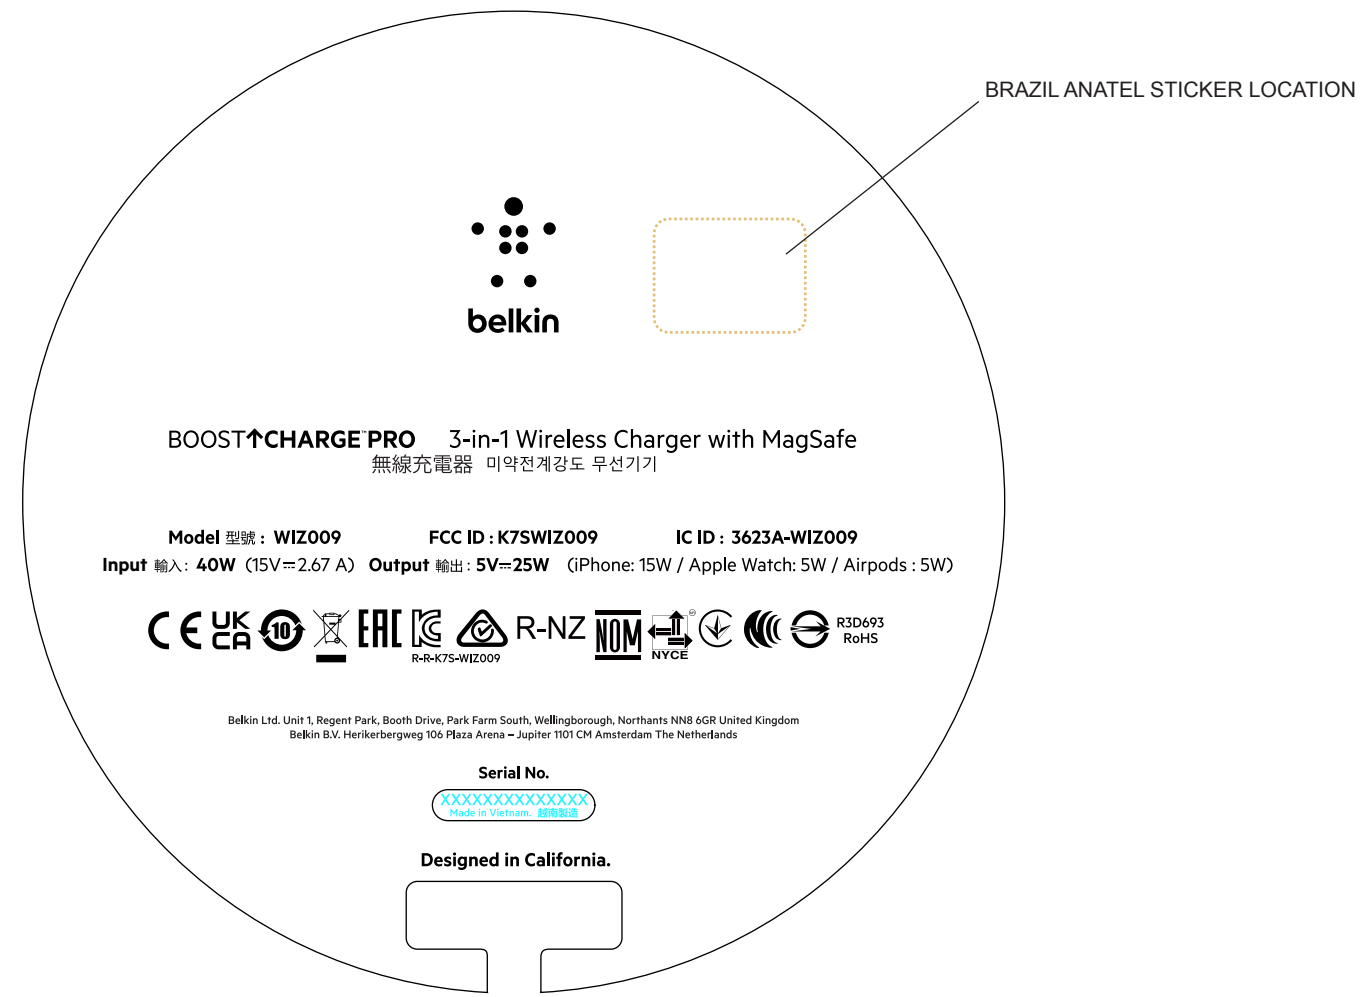 BRAZIL ANATEL STICKER LOCATION
belkin
BOOST↑CHARGE™PRO 3-in-1 Wireless Charger with MagSafe
無線充電器 미약전계강도 무선기기
Model 型號 : WIZ009 FCC ID : K7SWIZ009 IC ID : 3623A-WIZ009
Input 輸入 : 40W (15V⎓2.67 A) Output 輸出 : 5V⎓25W (iPhone: 15W / Apple Watch: 5W / Airpods : 5W)
CE UK CA 10 EAC KC R-NZ NOM NYCE R3D693 RoHS
R-R-K7S-WIZ009
Belkin Ltd. Unit 1, Regent Park, Booth Drive, Park Farm South, Wellingborough, Northants NN8 6GR United Kingdom
Belkin B.V. Herikerbergweg 106 Plaza Arena – Jupiter 1101 CM Amsterdam The Netherlands
Serial No.
XXXXXXXXXXXXXX
Made in Vietnam. 越南製造
Designed in California.